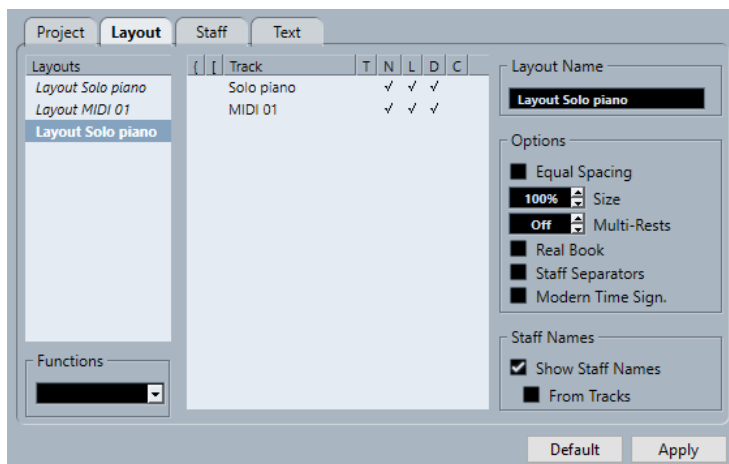 Project Layout Staff Text
Layouts
Layout Solo piano
Layout MIDI 01
Layout Solo piano
Functions
{ [ Track T N L D C
Solo piano √ √ √
MIDI 01 √ √ √
Layout Name
Layout Solo piano
Options
Equal Spacing
100% Size
Off Multi-Rests
Real Book
Staff Separators
Modern Time Sign.
Staff Names
Show Staff Names
From Tracks
Default Apply